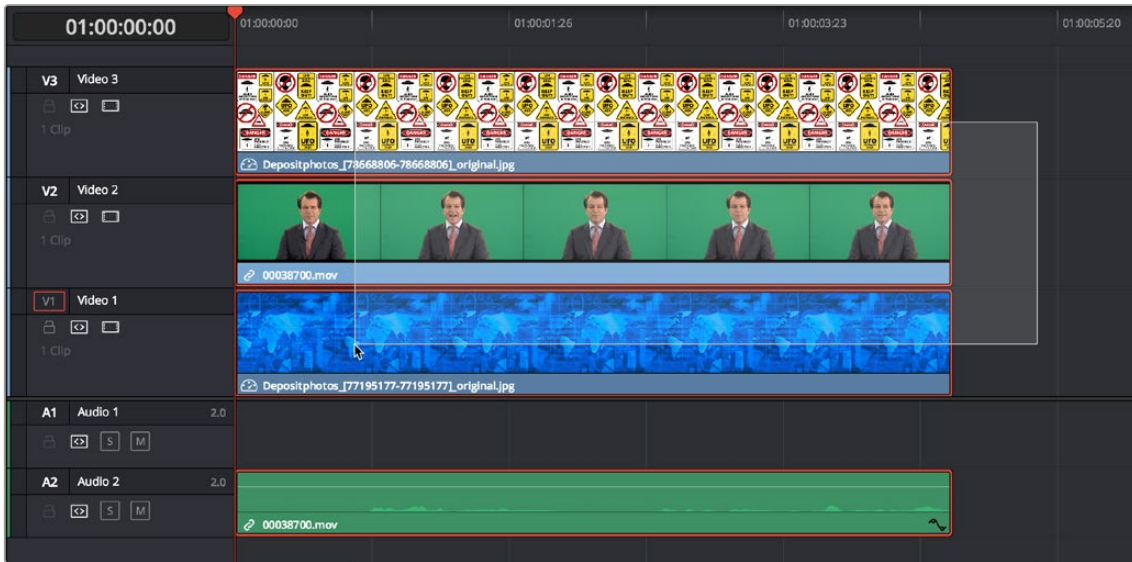 01:00:00:00
01:00:00:00 01:00:01:26 01:00:03:23 01:00:05:20
V3 Video 3
1 Clip
Depositphotos_[78668806-78668806]_original.jpg
V2 Video 2
1 Clip
00038700.mov
V1 Video 1
1 Clip
Depositphotos_[77195177-77195177]_original.jpg
A1 Audio 1 2.0
S M
A2 Audio 2 2.0
S M
00038700.mov